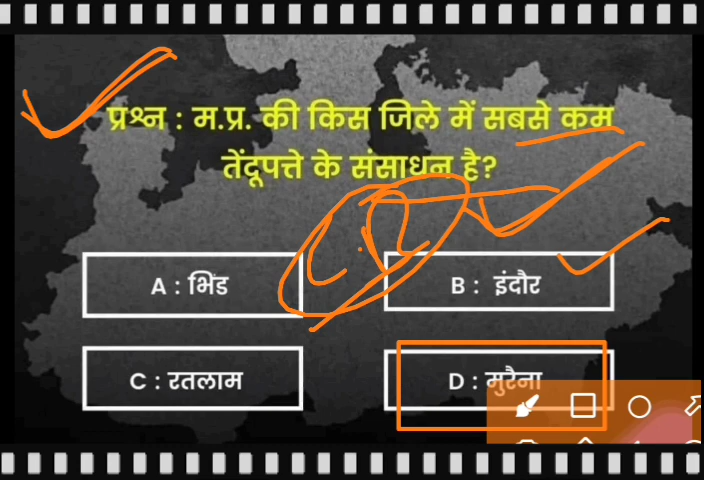 प्रश्न : म.प्र. की किस जिले में सबसे कम
तेंदूपत्ते के संसाधन है?
A : भिंड
B : इंदौर
C : रतलाम
D : मुरैना